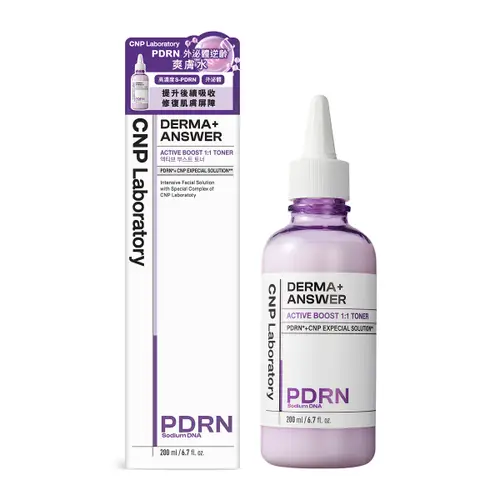 CNP Laboratory
PDRN 外泌體逆齡
爽膚水
高濃度S-PDRN 外泌體
提升後續吸收
修復肌膚屏障
CNP Laboratory
DERMA+
ANSWER
ACTIVE BOOST 1:1 TONER
액티브 부스트 토너
PDRN*+CNP EXPECIAL SOLUTION**
Intensive Facial Solution
with Special Complex of
CNP Laboratory
PDRN
Sodium DNA
200 ml / 6.7 fl. oz.
CNP Laboratory
DERMA+
ANSWER
ACTIVE BOOST 1:1 TONER
PDRN*+CNP EXPECIAL SOLUTION**
PDRN
Sodium DNA
200 ml / 6.7 fl. oz.